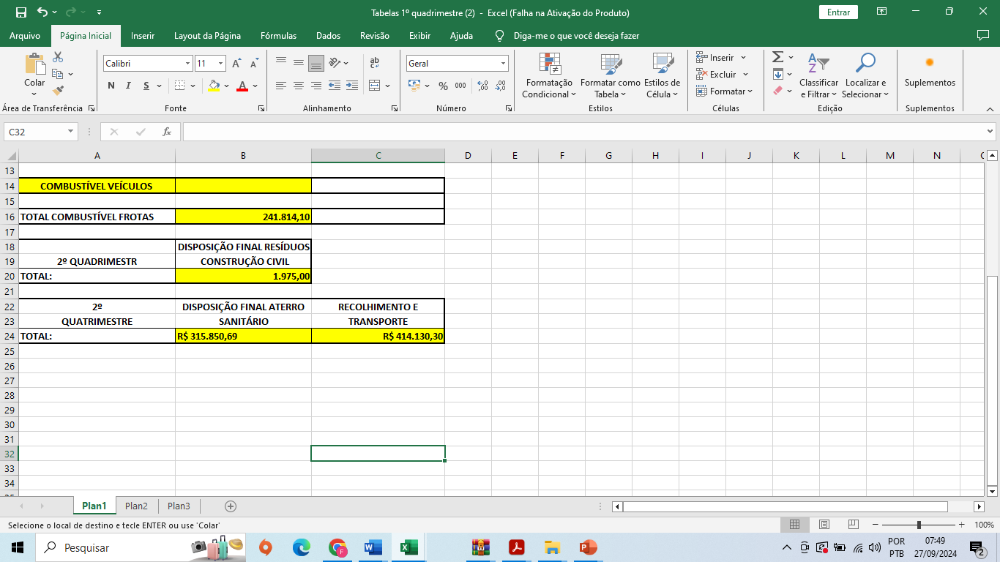 Tabelas 1º quadrimestre (2) - Excel (Falha na Ativação do Produto)
Entrar
Arquivo Página Inicial Inserir Layout da Página Fórmulas Dados Revisão Exibir Ajuda Diga-me o que você deseja fazer
Colar
Calibri 11
N I S A
ab
Geral
% 000
Formatação Condicional
Formatar como Tabela
Estilos de Célula
Inserir
Excluir
Formatar
Classificar e Filtrar
Localizar e Selecionar
Suplementos
Área de Transferência Fonte Alinhamento Número Estilos Células Edição Suplementos
C32 fx
A B C D E F G H I J K L M N
13
14 COMBUSTÍVEL VEÍCULOS
15
16 TOTAL COMBUSTÍVEL FROTAS 241.814,10
17
18 DISPOSIÇÃO FINAL RESÍDUOS
19 2º QUADRIMESTR CONSTRUÇÃO CIVIL
20 TOTAL: 1.975,00
21
22 2º DISPOSIÇÃO FINAL ATERRO RECOLHIMENTO E
23 QUATRIMESTRE SANITÁRIO TRANSPORTE
24 TOTAL: R$ 315.850,69 R$ 414.130,30
25
26
27
28
29
30
31
32
33
34
Plan1 Plan2 Plan3
Selecione o local de destino e tecle ENTER ou use 'Colar'
100%
Pesquisar
POR
PTB
07:49
27/09/2024
2